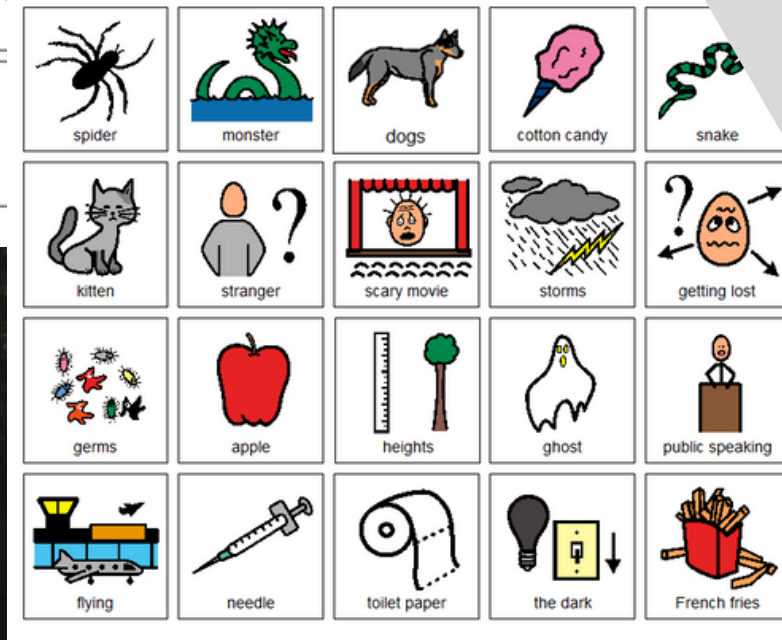 spider
monster
dogs
cotton candy
snake
kitten
?
stranger
scary movie
storms
?
getting lost
germs
apple
heights
ghost
public speaking
flying
needle
toilet paper
the dark
French fries